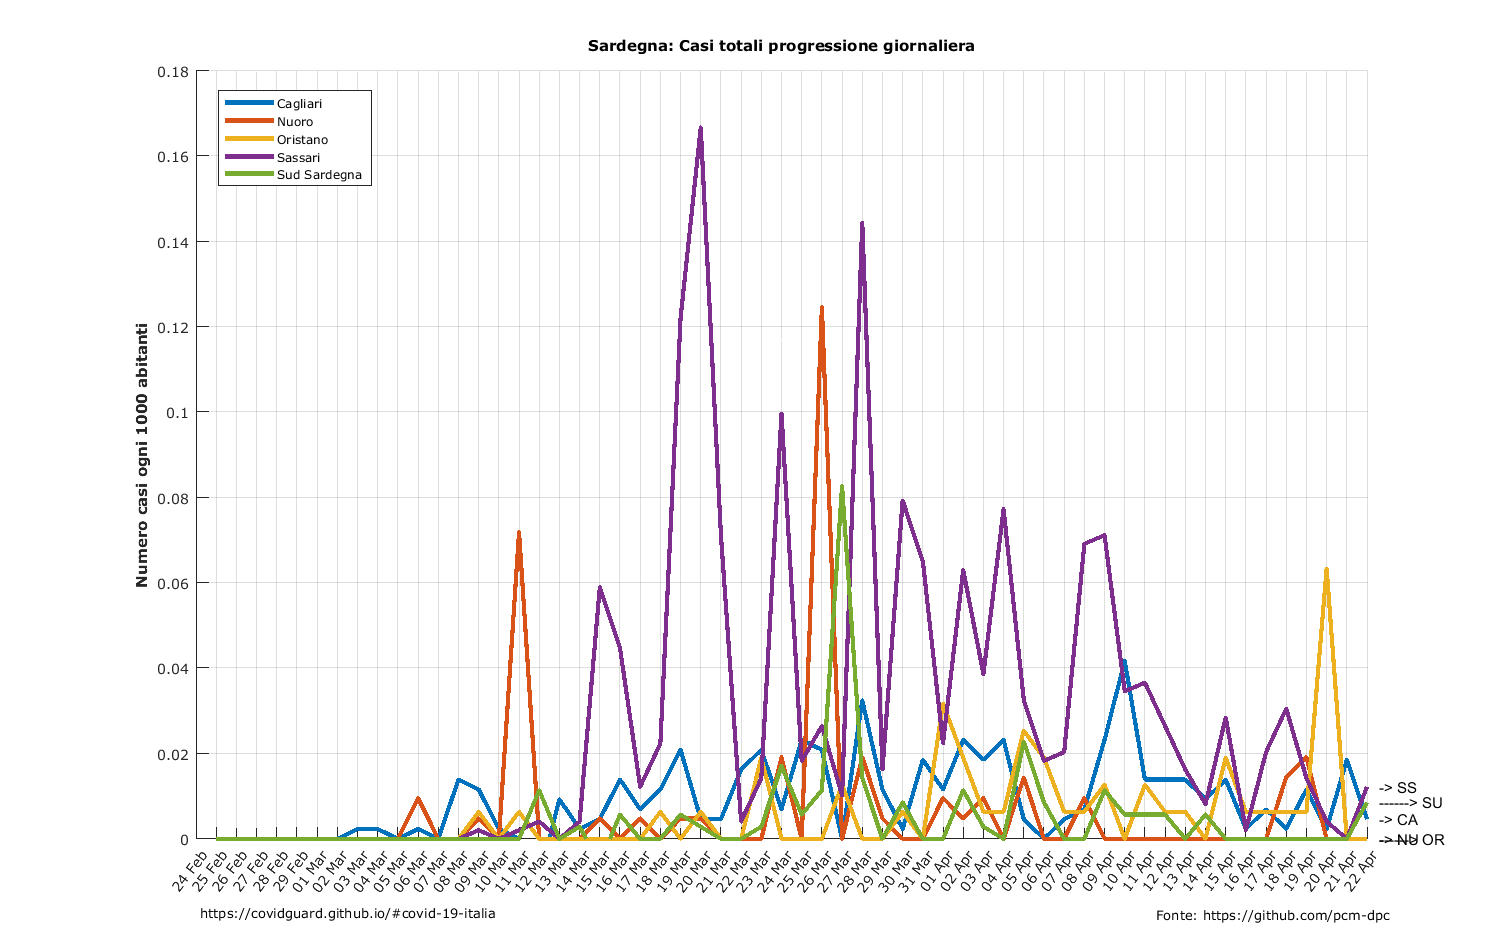 Sardegna: Casi totali progressione giornaliera
0.18
0.16
0.14
0.12
0.1
0.08
0.06
0.04
0.02
0
Numero casi ogni 1000 abitanti
Cagliari
Nuoro
Oristano
Sassari
Sud Sardegna
-> SS
------> SU
-> CA
-> NU
OR
24 Feb
25 Feb
26 Feb
27 Feb
28 Feb
29 Feb
01 Mar
02 Mar
03 Mar
04 Mar
05 Mar
06 Mar
07 Mar
08 Mar
09 Mar
10 Mar
11 Mar
12 Mar
13 Mar
14 Mar
15 Mar
16 Mar
17 Mar
18 Mar
19 Mar
20 Mar
21 Mar
22 Mar
23 Mar
24 Mar
25 Mar
26 Mar
27 Mar
28 Mar
29 Mar
30 Mar
31 Mar
01 Apr
02 Apr
03 Apr
04 Apr
05 Apr
06 Apr
07 Apr
08 Apr
09 Apr
10 Apr
11 Apr
12 Apr
13 Apr
14 Apr
15 Apr
16 Apr
17 Apr
18 Apr
19 Apr
20 Apr
21 Apr
22 Apr
https://covidguard.github.io/#covid-19-italia
Fonte: https://github.com/pcm-dpc